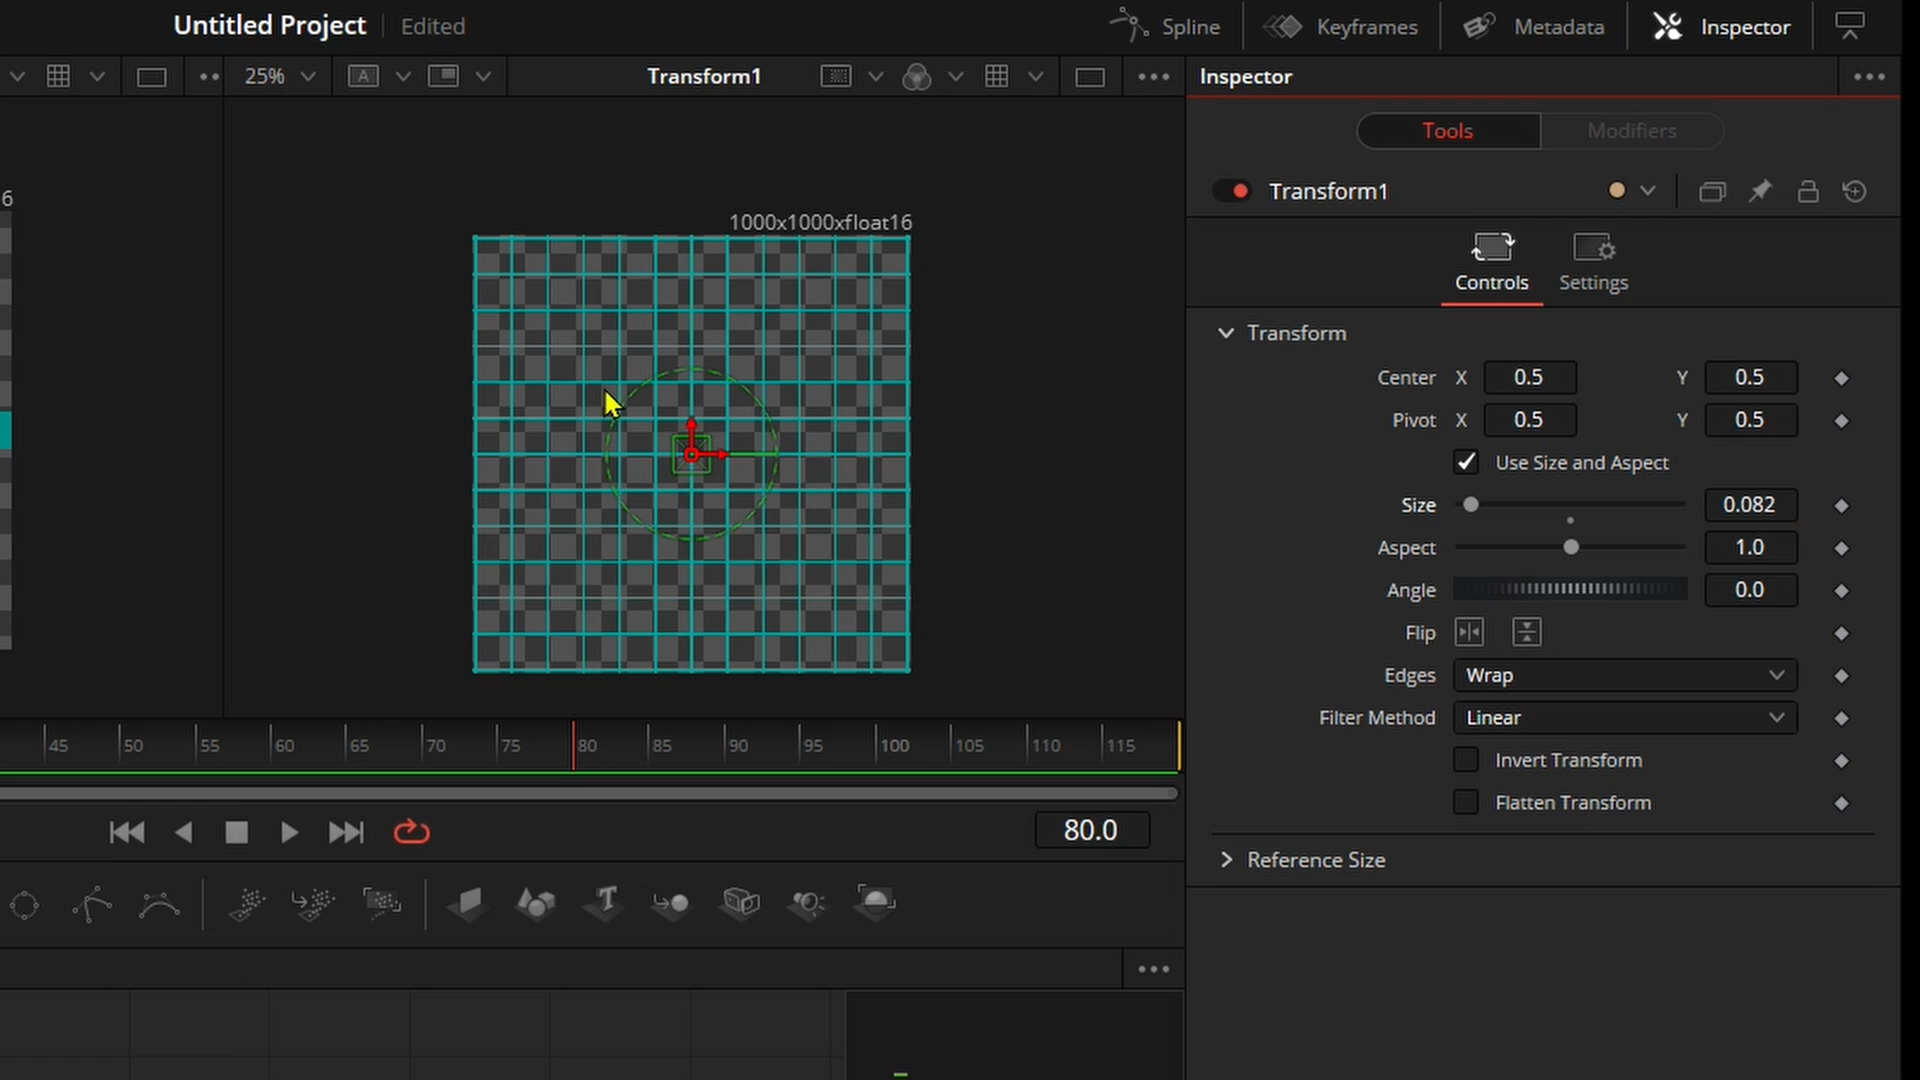 Untitled Project
Edited
Spline
Keyframes
Metadata
Inspector
25%
A
Transform1
Inspector
Tools
Modifiers
6
Transform1
1000x1000xfloat16
Controls
Settings
Transform
Center X 0.5 Y 0.5
Pivot X 0.5 Y 0.5
Use Size and Aspect
Size 0.082
Aspect 1.0
Angle 0.0
Flip
Edges Wrap
Filter Method Linear
Invert Transform
Flatten Transform
Reference Size
45 50 55 60 65 70 75 80 85 90 95 100 105 110 115
80.0
T